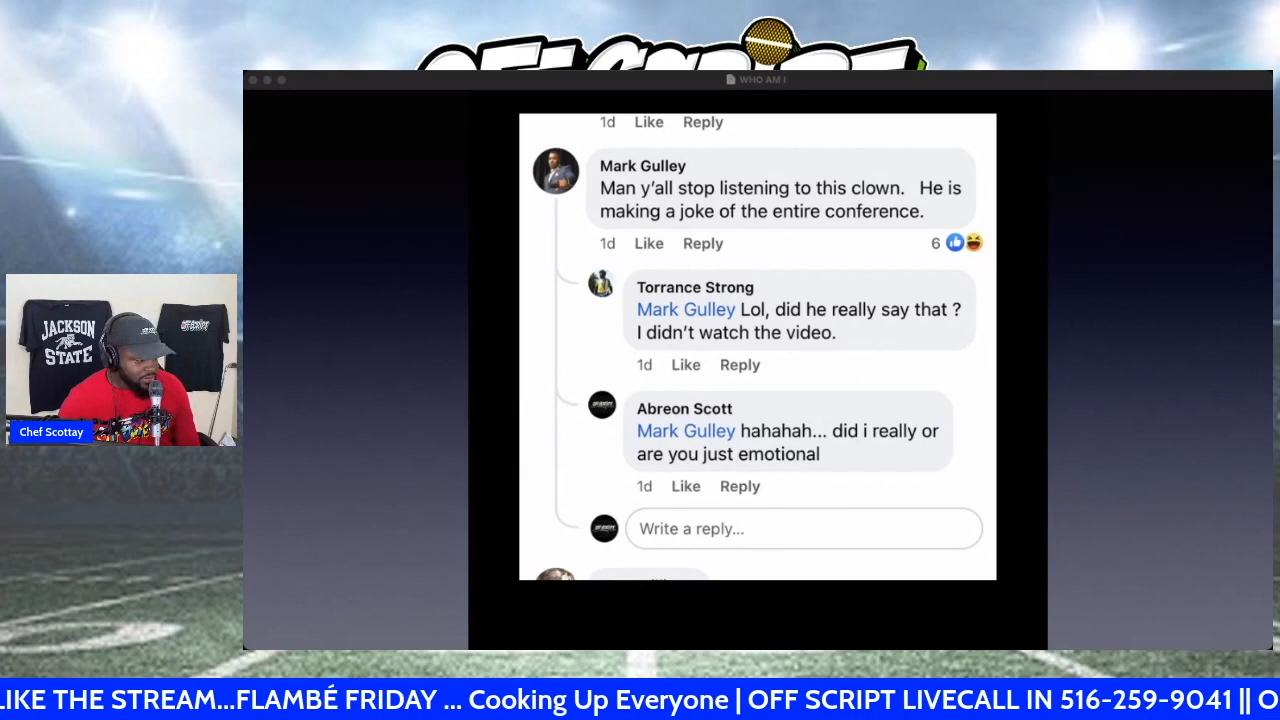 OFF SCRIPT
WHO AM I
1d Like Reply
Mark Gulley
Man y'all stop listening to this clown. He is
making a joke of the entire conference.
1d Like Reply 6
Torrance Strong
Mark Gulley Lol, did he really say that ?
I didn't watch the video.
1d Like Reply
Abreon Scott
Mark Gulley hahahah... did i really or
are you just emotional
1d Like Reply
Write a reply...
JACKSON
STATE
Chef Scottay
LIKE THE STREAM...FLAMBÉ FRIDAY ... Cooking Up Everyone | OFF SCRIPT LIVECALL IN 516-259-9041 || O